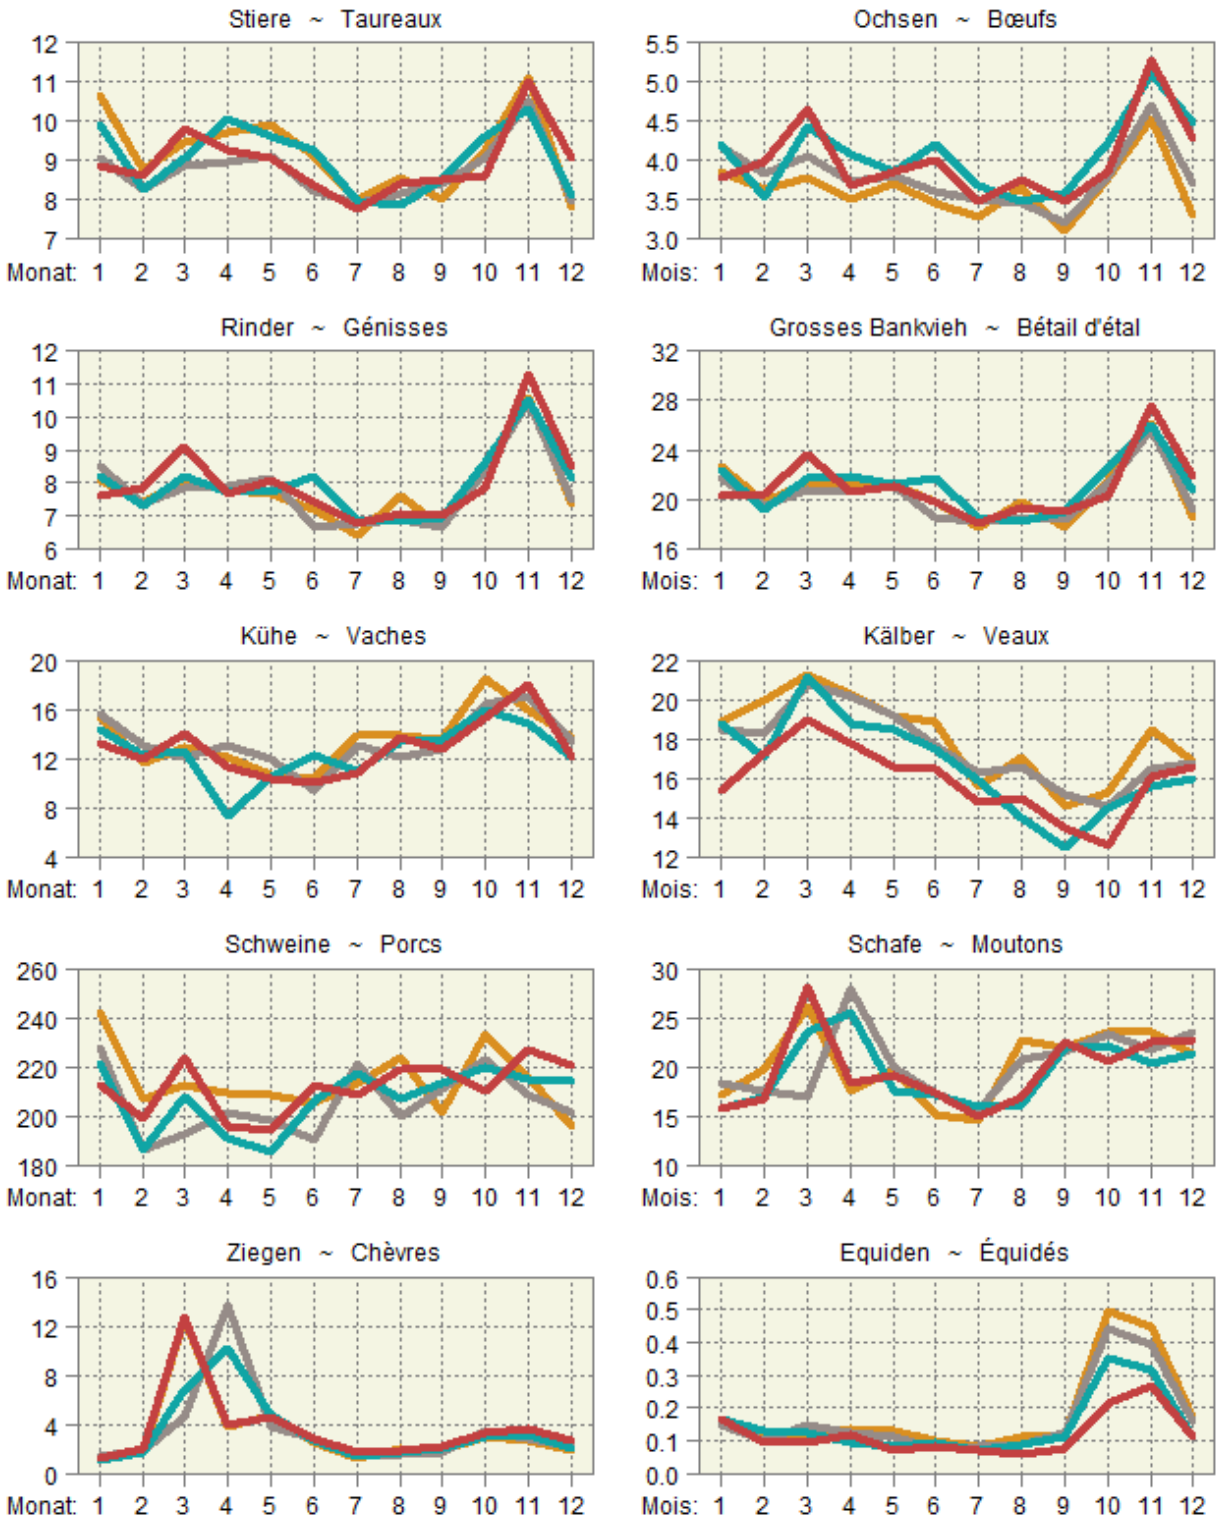 Stiere ~ Taureaux
12
11
10
9
8
7
Monat: 1 2 3 4 5 6 7 8 9 10 11 12
Ochsen ~ Bœufs
5.5
5.0
4.5
4.0
3.5
3.0
Mois: 1 2 3 4 5 6 7 8 9 10 11 12
Rinder ~ Génisses
12
11
10
9
8
7
6
Monat: 1 2 3 4 5 6 7 8 9 10 11 12
Grosses Bankvieh ~ Bétail d'étal
32
28
24
20
16
Mois: 1 2 3 4 5 6 7 8 9 10 11 12
Kühe ~ Vaches
20
16
12
8
4
Monat: 1 2 3 4 5 6 7 8 9 10 11 12
Kälber ~ Veaux
22
20
18
16
14
12
Mois: 1 2 3 4 5 6 7 8 9 10 11 12
Schweine ~ Porcs
260
240
220
200
180
Monat: 1 2 3 4 5 6 7 8 9 10 11 12
Schafe ~ Moutons
30
25
20
15
10
Mois: 1 2 3 4 5 6 7 8 9 10 11 12
Ziegen ~ Chèvres
16
12
8
4
0
Monat: 1 2 3 4 5 6 7 8 9 10 11 12
Equiden ~ Équidés
0.6
0.5
0.4
0.3
0.2
0.1
0.0
Mois: 1 2 3 4 5 6 7 8 9 10 11 12